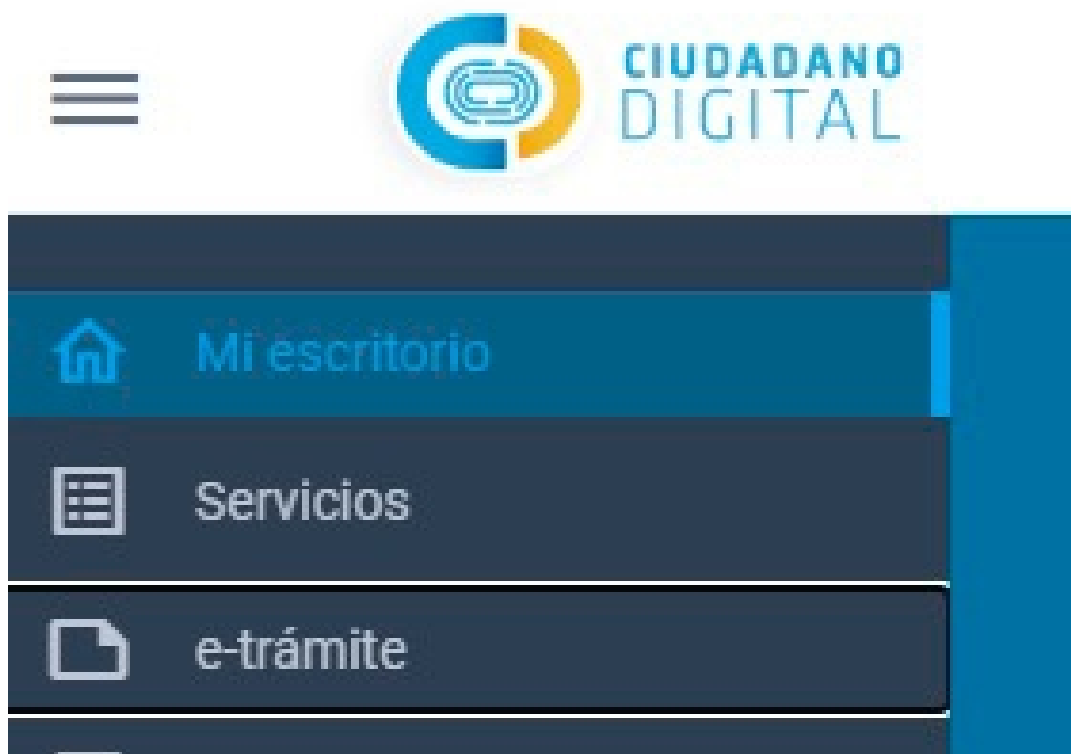 CIUDADANO
DIGITAL
Mi escritorio
Servicios
e-trámite